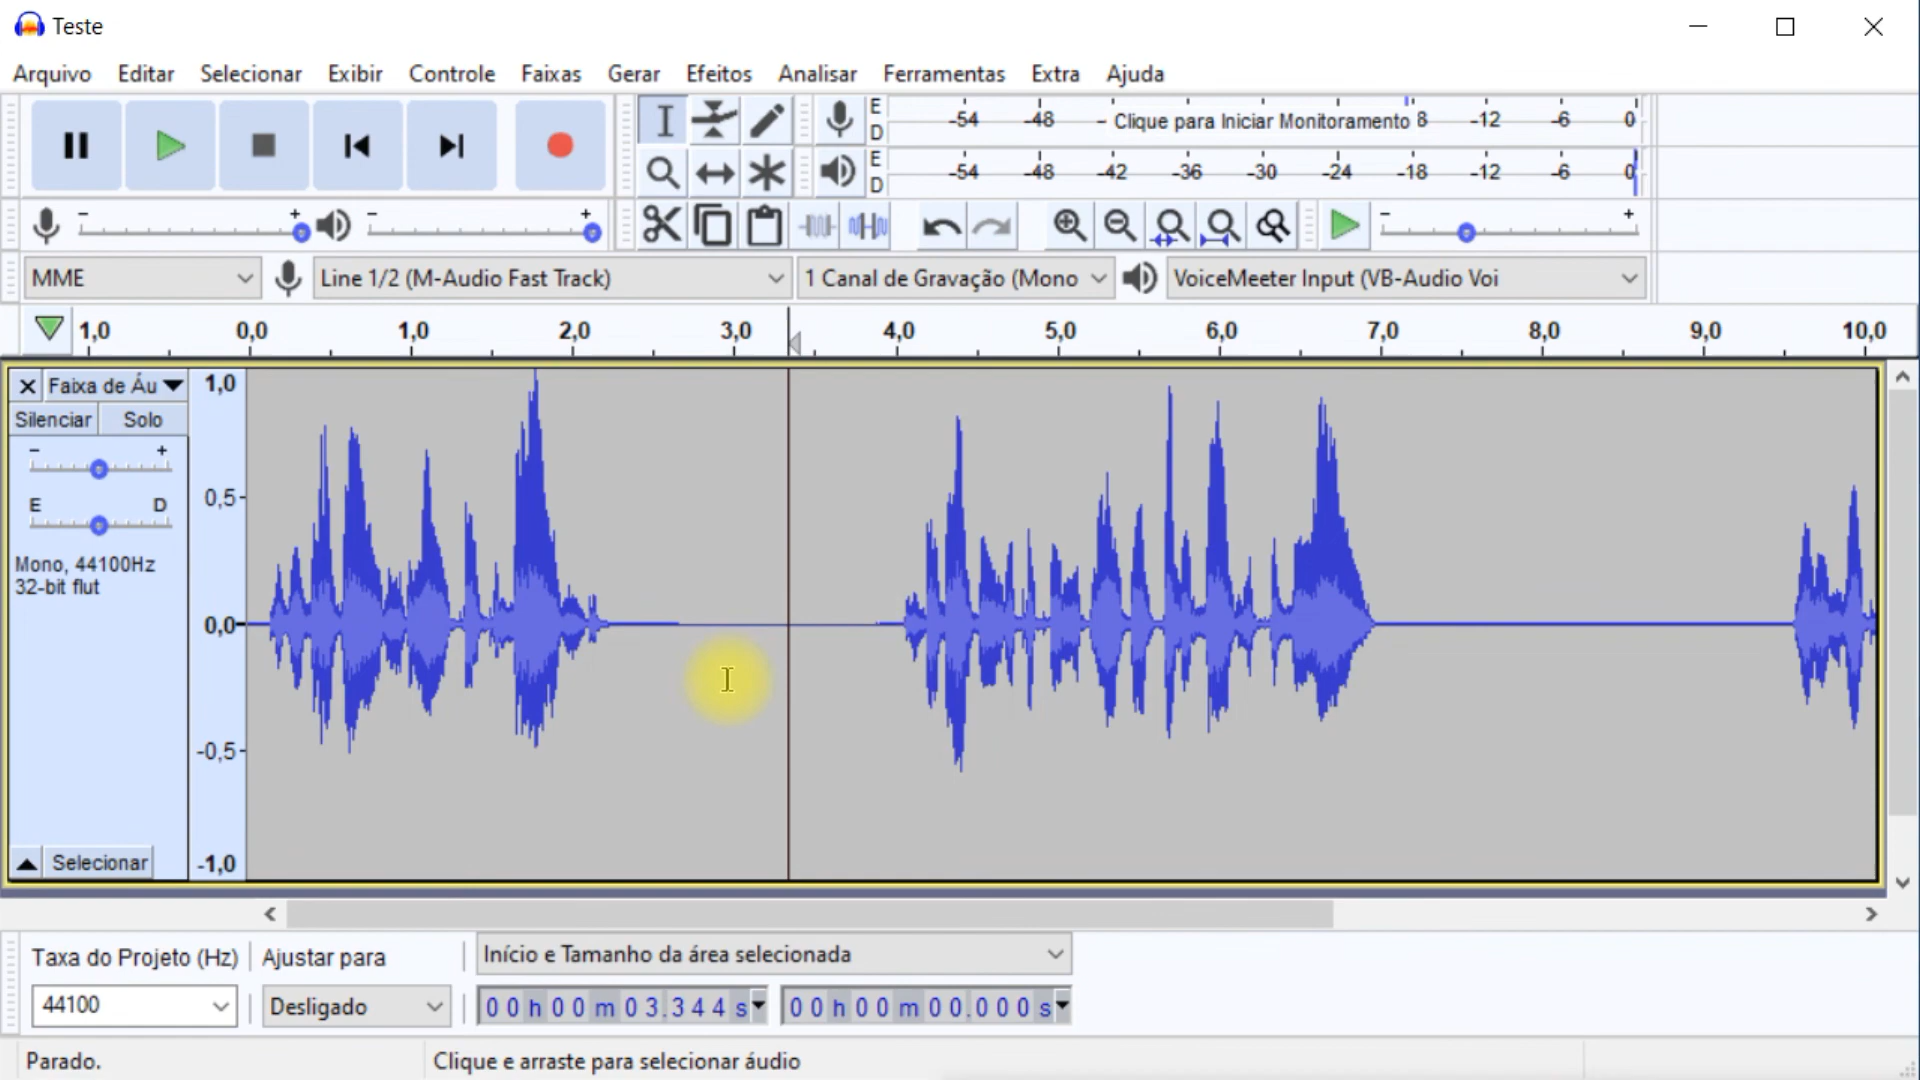 Teste
Arquivo Editar Selecionar Exibir Controle Faixas Gerar Efeitos Analisar Ferramentas Extra Ajuda
E D -54 -48 - Clique para Iniciar Monitoramento 8 -12 -6 0
E D -54 -48 -42 -36 -30 -24 -18 -12 -6 0
- + - + - +
MME Line 1/2 (M-Audio Fast Track) 1 Canal de Gravação (Mono VoiceMeeter Input (VB-Audio Voi
1,0 0,0 1,0 2,0 3,0 4,0 5,0 6,0 7,0 8,0 9,0 10,0
Faixa de Áu 1,0
Silenciar Solo
- +
0,5
E D
Mono, 44100Hz
32-bit flut
0,0
-0,5
Selecionar -1,0
Taxa do Projeto (Hz) Ajustar para Início e Tamanho da área selecionada
44100 Desligado 00h00m03.344s 00h00m00.000s
Parado. Clique e arraste para selecionar áudio